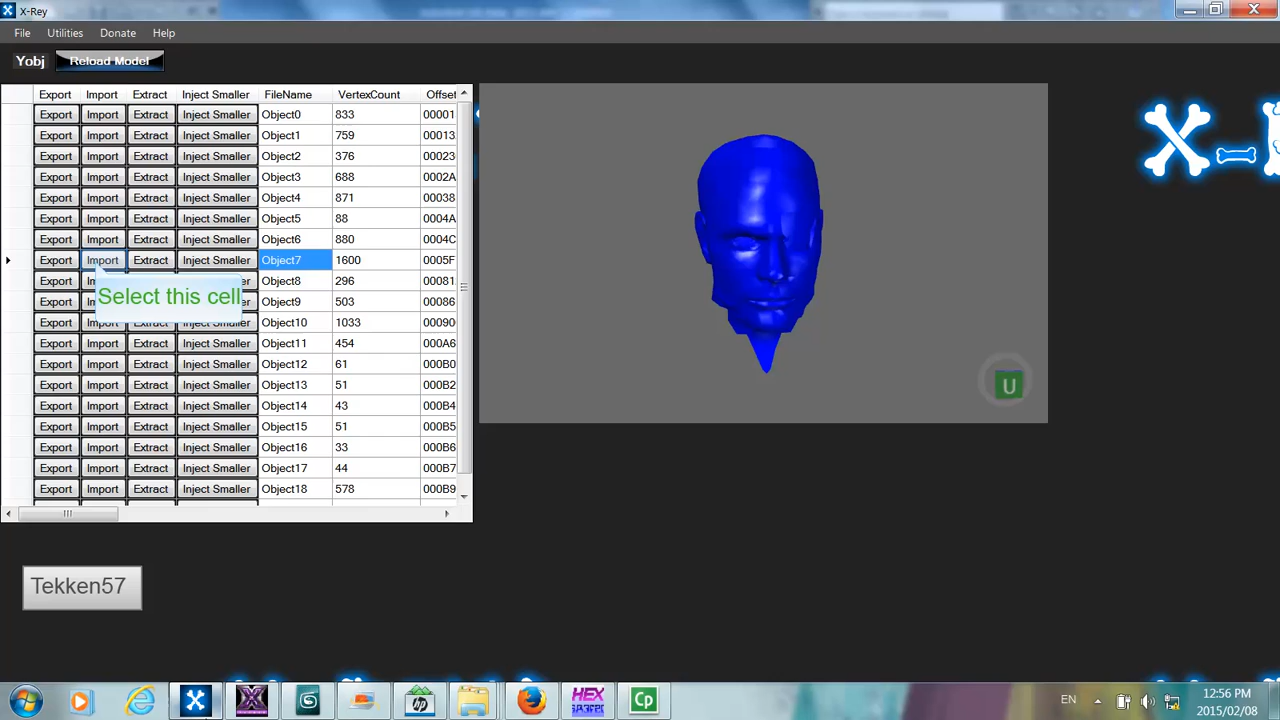 X-Rey
File Utilities Donate Help
Yobj Reload Model
Export Import Extract Inject Smaller FileName VertexCount Offset
Export Import Extract Inject Smaller Object0 833 00001
Export Import Extract Inject Smaller Object1 759 00013
Export Import Extract Inject Smaller Object2 376 00023
Export Import Extract Inject Smaller Object3 688 0002A
Export Import Extract Inject Smaller Object4 871 00038
Export Import Extract Inject Smaller Object5 88 0004A
Export Import Extract Inject Smaller Object6 880 0004C
Export Import Extract Inject Smaller Object7 1600 0005F
Export Object8 296 00081
Select this cell
Export Object9 503 00086
Export Import Extract Inject Smaller Object10 1033 00090
Export Import Extract Inject Smaller Object11 454 000A6
Export Import Extract Inject Smaller Object12 61 000B0
Export Import Extract Inject Smaller Object13 51 000B2
Export Import Extract Inject Smaller Object14 43 000B4
Export Import Extract Inject Smaller Object15 51 000B5
Export Import Extract Inject Smaller Object16 33 000B6
Export Import Extract Inject Smaller Object17 44 000B7
Export Import Extract Inject Smaller Object18 578 000B9
U
Tekken57
hp
HEX
Cp
EN
12:56 PM
2015/02/08